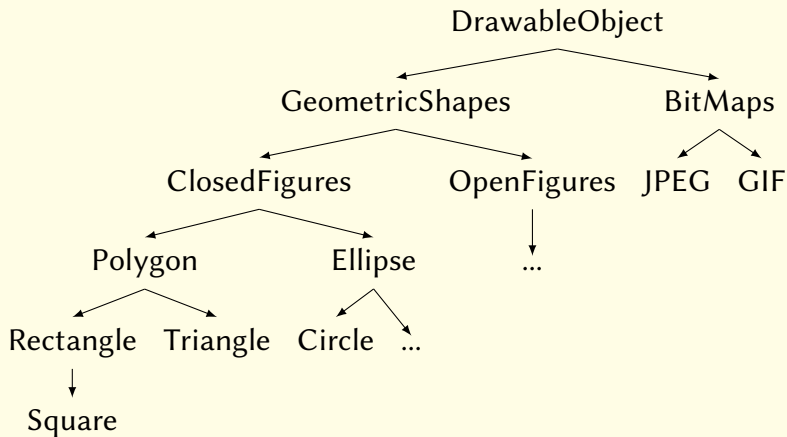 DrawableObject
GeometricShapes BitMaps
ClosedFigures OpenFigures JPEG GIF
Polygon Ellipse ...
Rectangle Triangle Circle ...
Square